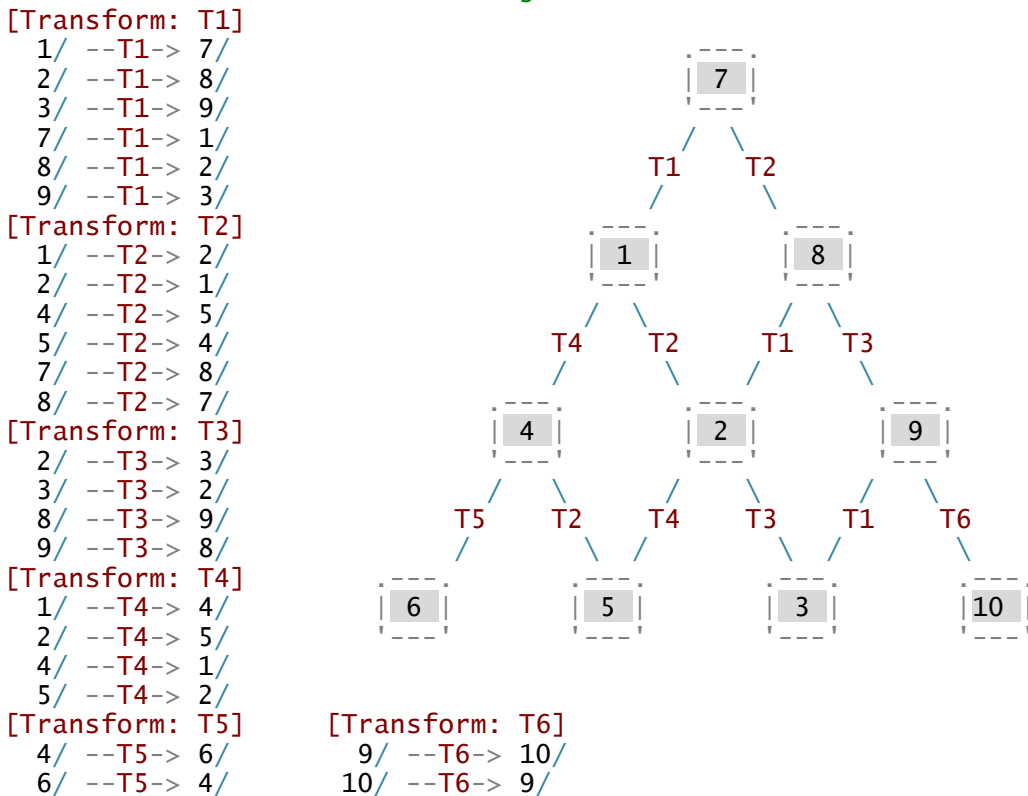 [Transform: T1]
1/ --T1-> 7/
2/ --T1-> 8/
3/ --T1-> 9/
7/ --T1-> 1/
8/ --T1-> 2/
9/ --T1-> 3/
[Transform: T2]
1/ --T2-> 2/
2/ --T2-> 1/
4/ --T2-> 5/
5/ --T2-> 4/
7/ --T2-> 8/
8/ --T2-> 7/
[Transform: T3]
2/ --T3-> 3/
3/ --T3-> 2/
8/ --T3-> 9/
9/ --T3-> 8/
[Transform: T4]
1/ --T4-> 4/
2/ --T4-> 5/
4/ --T4-> 1/
5/ --T4-> 2/
[Transform: T5]
4/ --T5-> 6/
6/ --T5-> 4/
[Transform: T6]
9/ --T6-> 10/
10/ --T6-> 9/
7
T1 T2
1 8
T4 T2 T1 T3
4 2 9
T5 T2 T4 T3 T1 T6
6 5 3 10